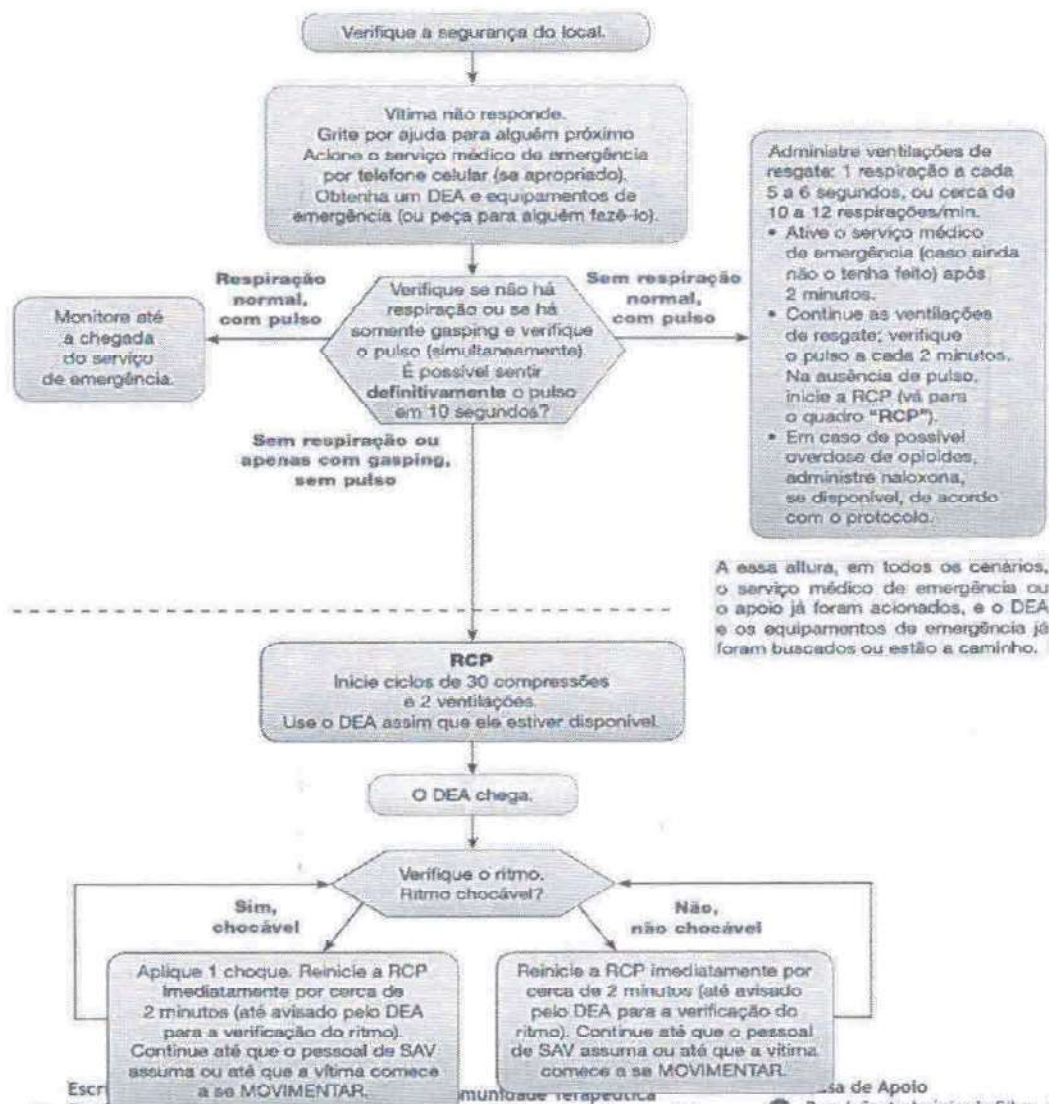 Verifique a segurança do local.
Vítima não responde.
Grite por ajuda para alguém próximo
Acione o serviço médico de emergência
por telefone celular (se apropriado).
Obtenha um DEA e equipamentos de
emergência (ou peça para alguém fazê-lo).
Respiração
normal,
com pulso
Monitore até
a chegada
do serviço
de emergência.
Verifique se não há
respiração ou se há
somente gasping e verifique
o pulso (simultaneamente).
É possível sentir
definitivamente o pulso
em 10 segundos?
Sem respiração
normal,
com pulso
Administre ventilações de
resgate: 1 respiração a cada
5 a 6 segundos, ou cerca de
10 a 12 respirações/min.
• Ative o serviço médico
de emergência (caso ainda
não o tenha feito) após
2 minutos.
• Continue as ventilações
de resgate; verifique
o pulso a cada 2 minutos.
Na ausência de pulso,
inicie a RCP (vá para
o quadro "RCP").
• Em caso de possível
overdose de opioides,
administre naloxona,
se disponível, de acordo
com o protocolo.
Sem respiração ou
apenas com gasping,
sem pulso
A essa altura, em todos os cenários,
o serviço médico de emergência ou
o apoio já foram acionados, e o DEA
e os equipamentos de emergência já
foram buscados ou estão a caminho.
RCP
Inicie ciclos de 30 compressões
e 2 ventilações.
Use o DEA assim que ele estiver disponível.
O DEA chega.
Verifique o ritmo.
Ritmo chocável?
Sim,
chocável
Não,
não chocável
Aplique 1 choque. Reinicie a RCP
imediatamente por cerca de
2 minutos (até avisado pelo DEA
para a verificação do ritmo).
Continue até que o pessoal de SAV
assuma ou até que a vítima comece
a se MOVIMENTAR.
Reinicie a RCP imediatamente por
cerca de 2 minutos (até avisado
pelo DEA para a verificação do
ritmo). Continue até que o pessoal
de SAV assuma ou até que a vítima
comece a se MOVIMENTAR.
Escr munidade Terapêutica sa de Apoio